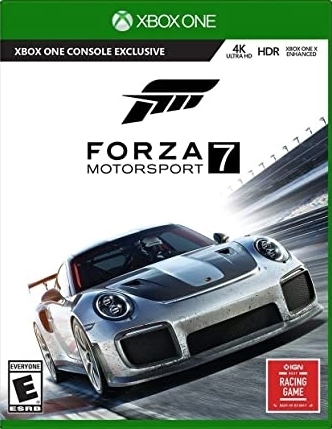 XBOX ONE
XBOX ONE CONSOLE EXCLUSIVE
4K
ULTRA HD
HDR
XBOX ONE X
ENHANCED
FORZA 7
MOTORSPORT
EVERYONE
E
ESRB
IGN
RACING
GAME